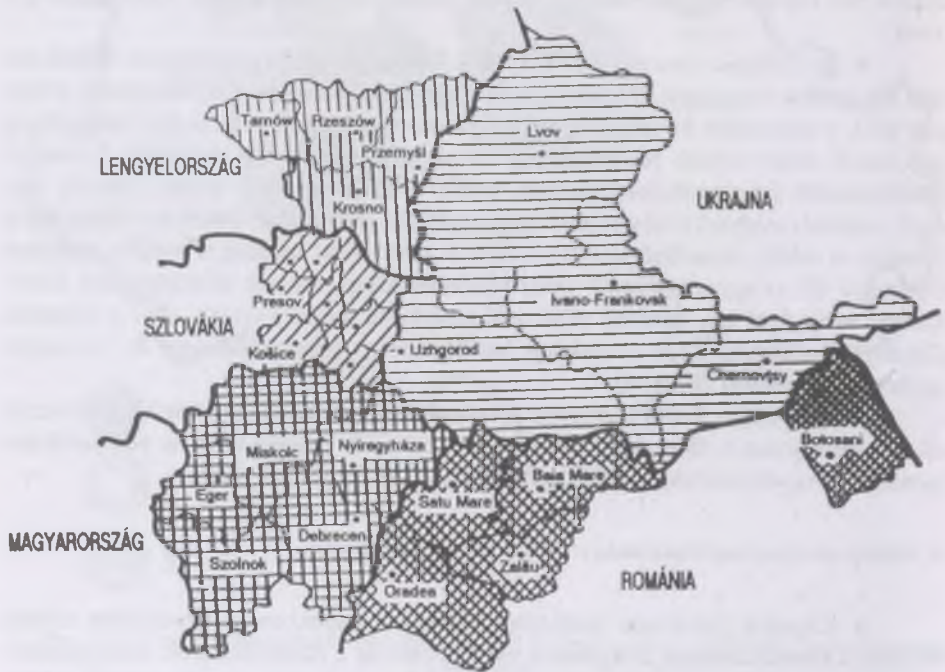 Tarnów
Rzeszów
Przemyśl
Lvov
LENGYELORSZÁG
UKRAJNA
Krosno
Presov
Ivano-Frankovsk
SZLOVÁKIA
Košice
Uzhgorod
Chernovtsy
Botosani
Miskolc
Nyíregyháza
Baia Mare
Eger
Satu Mare
MAGYARORSZÁG
Debrecen
Szolnok
Zalău
Oradea
ROMÁNIA